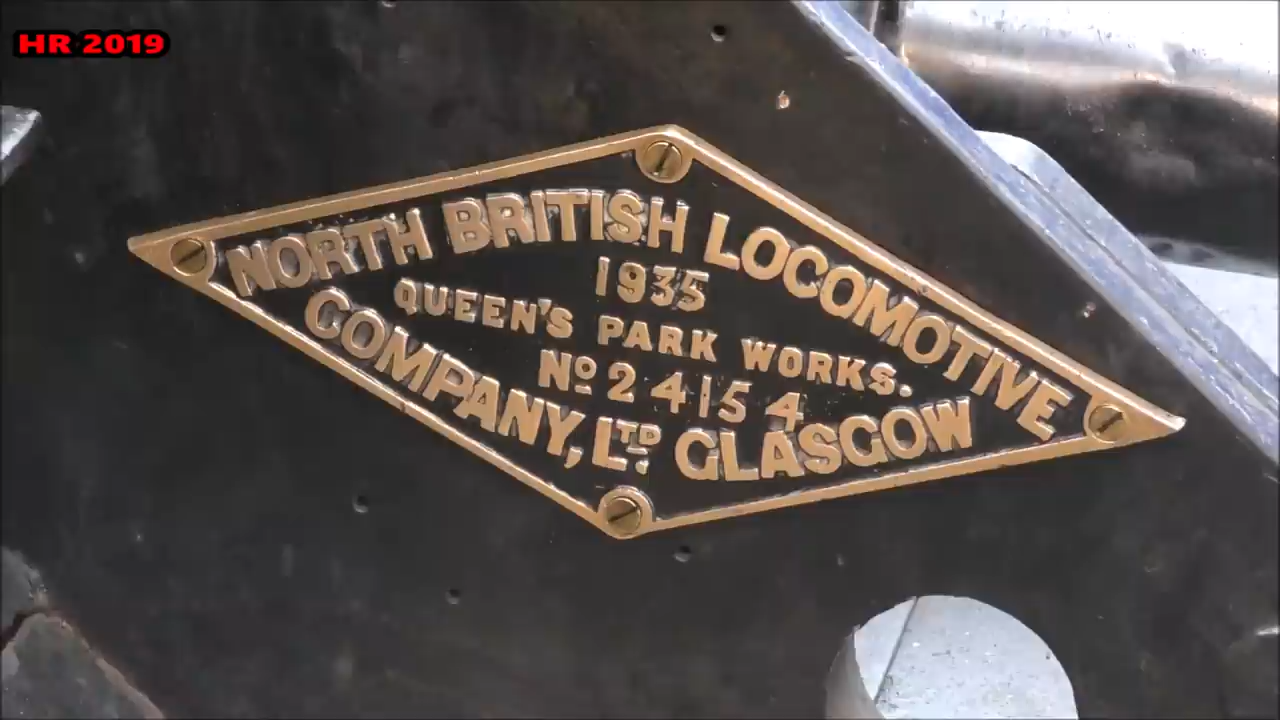 HR 2019
NORTH BRITISH LOCOMOTIVE
1935
QUEEN'S PARK WORKS.
Nº 24154
COMPANY, LTD GLASGOW